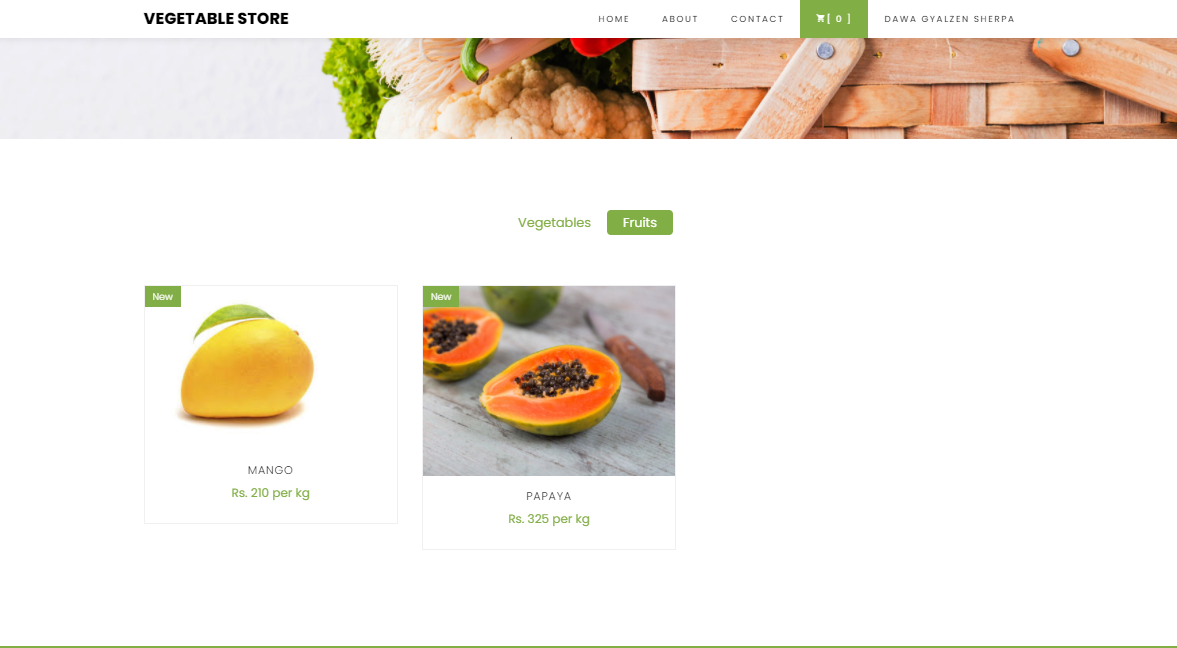 VEGETABLE STORE
HOME ABOUT CONTACT [ 0 ] DAWA GYALZEN SHERPA
Vegetables Fruits
New
MANGO
Rs. 210 per kg
New
PAPAYA
Rs. 325 per kg